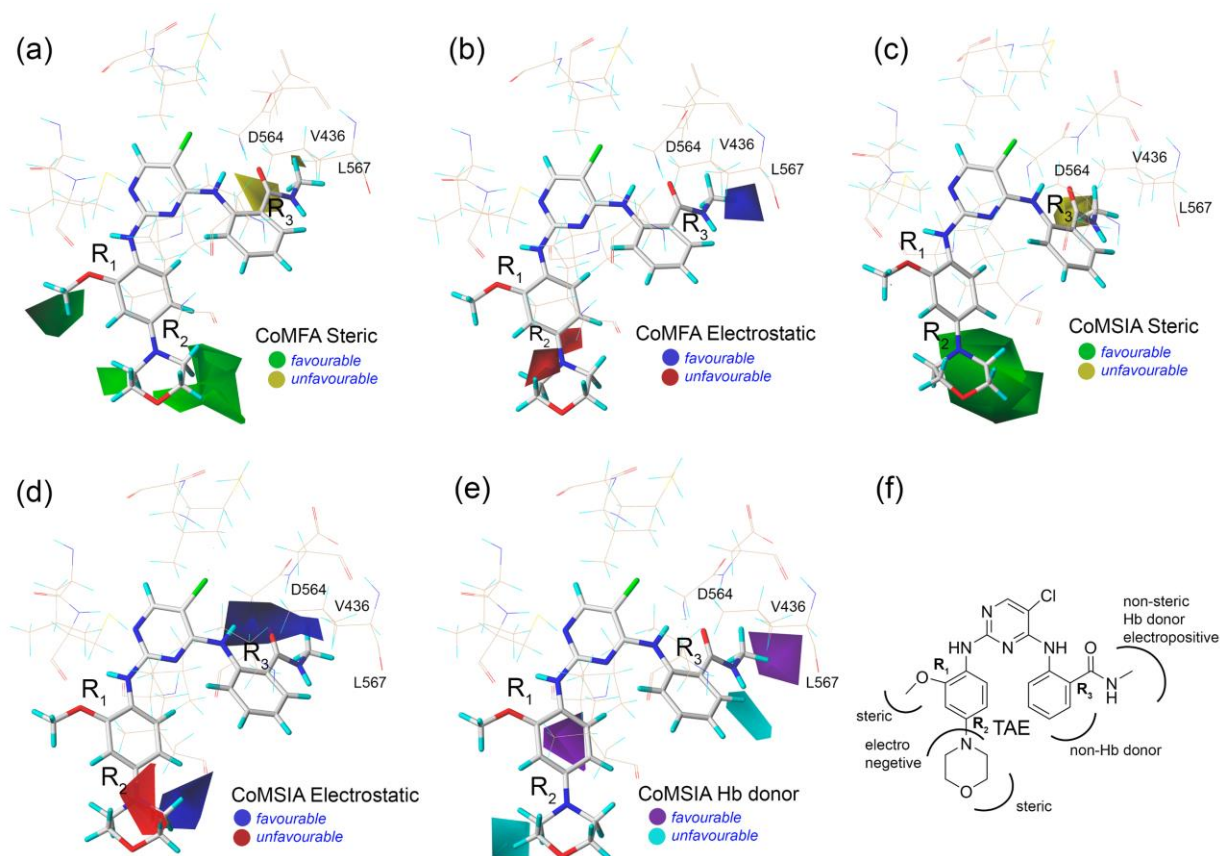 (a)
D564
V436
L567
R3
R1
R2
CoMFA Steric
favourable
unfavourable
(b)
D564
V436
L567
R3
R1
R2
CoMFA Electrostatic
favourable
unfavourable
(c)
D564
V436
L567
R3
R1
R2
CoMSIA Steric
favourable
unfavourable
(d)
D564
V436
R3
L567
R1
R2
CoMSIA Electrostatic
favourable
unfavourable
(e)
D564
V436
R3
L567
R1
R2
CoMSIA Hb donor
favourable
unfavourable
(f)
Cl
non-steric
Hb donor
electropositive
N
N
NH
NH
O
R1
O
R3
N
H
steric
R2 TAE
electro
negetive
N
non-Hb donor
O
steric